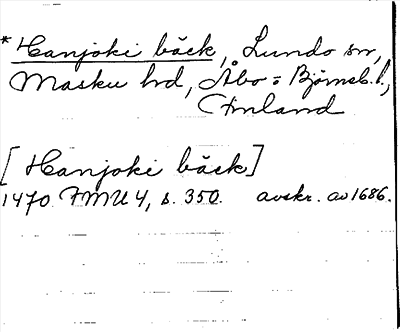 * Hanjoki bäck, Lundo sn,
Masku hd, Åbo = Björneb. l.,
Finland
[Hanjoki bäck]
1470 FMU 4, s. 350. avskr. av 1686.